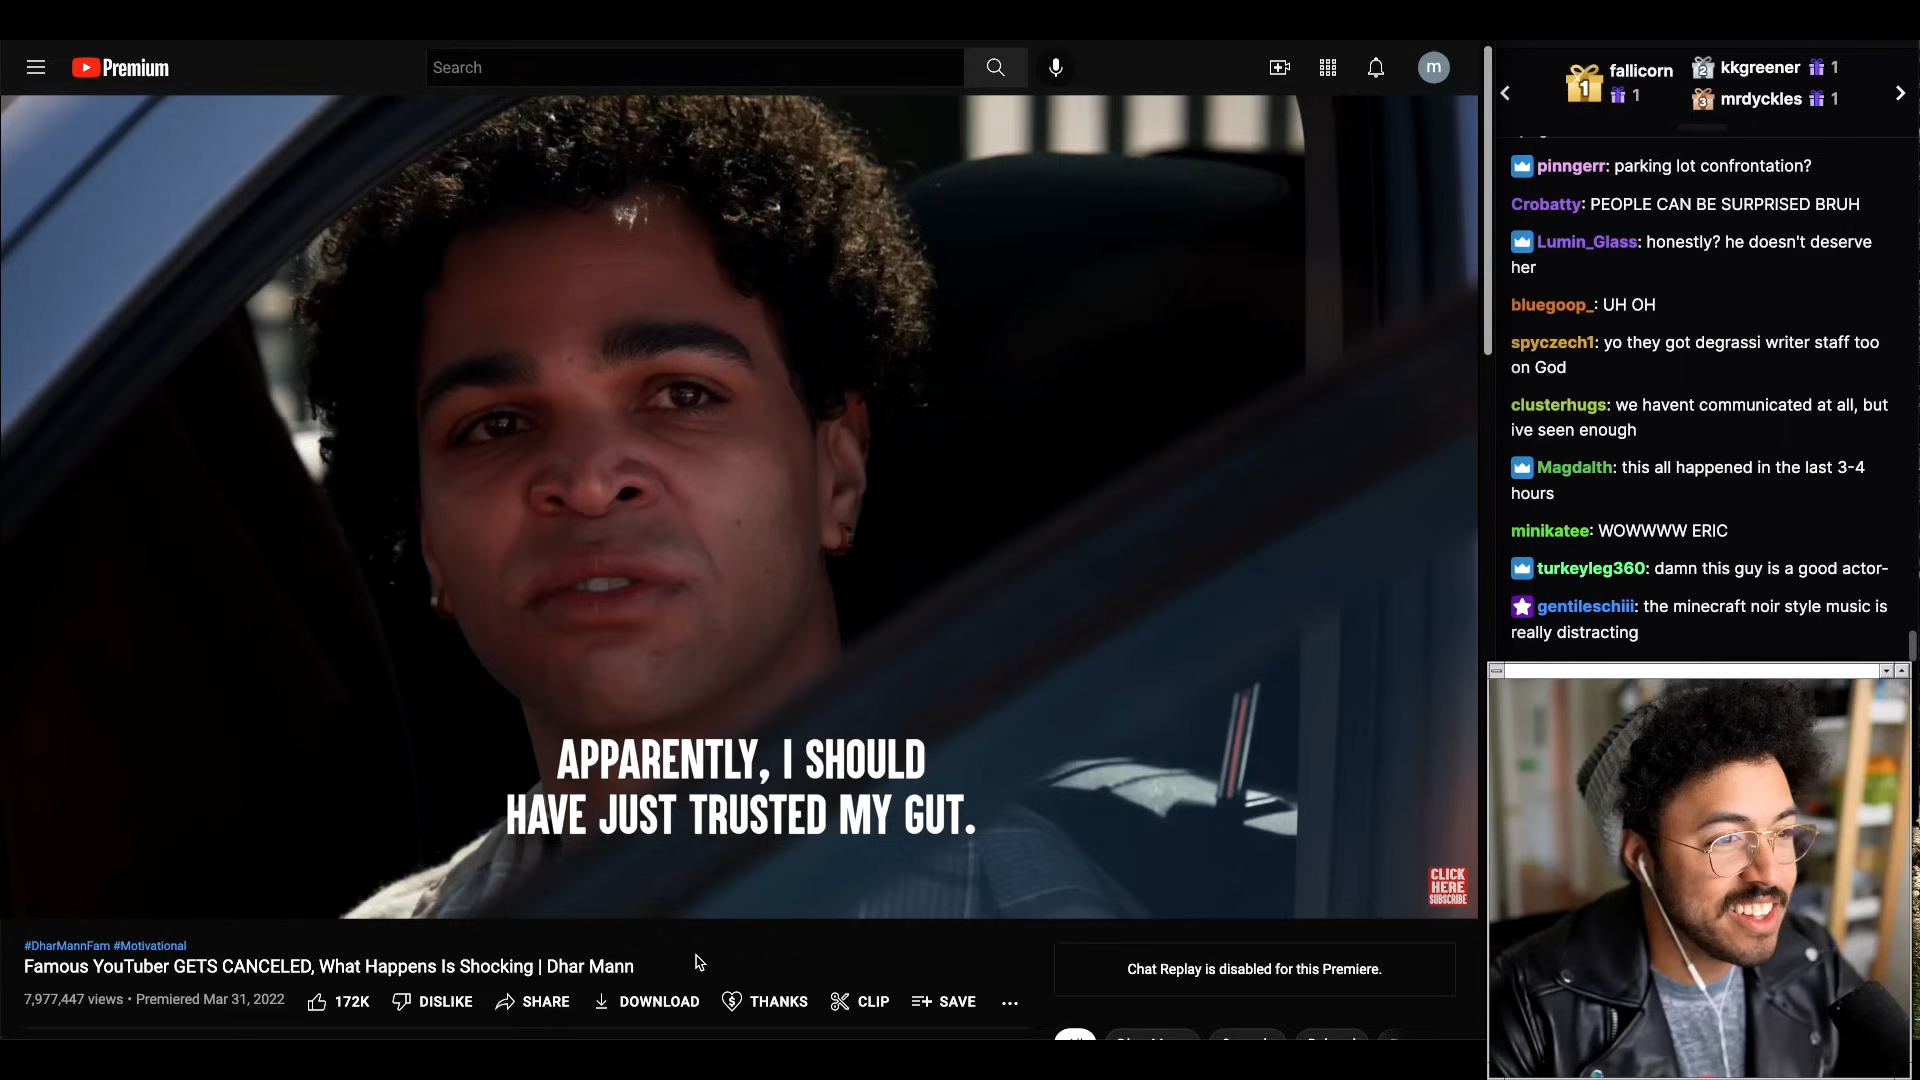 Premium
Search
m
1 fallicorn 1
2 kkgreener 1
3 mrdyckles 1
pinngerr: parking lot confrontation?
Crobatty: PEOPLE CAN BE SURPRISED BRUH
Lumin_Glass: honestly? he doesn't deserve
her
bluegoop_: UH OH
spyczech1: yo they got degrassi writer staff too
on God
clusterhugs: we havent communicated at all, but
ive seen enough
Magdalth: this all happened in the last 3-4
hours
minikatee: WOWWWW ERIC
turkeyleg360: damn this guy is a good actor-
gentileschiii: the minecraft noir style music is
really distracting
APPARENTLY, I SHOULD
HAVE JUST TRUSTED MY GUT.
CLICK
HERE
SUBSCRIBE
#DharMannFam #Motivational
Famous YouTuber GETS CANCELED, What Happens Is Shocking | Dhar Mann
7,977,447 views • Premiered Mar 31, 2022
172K DISLIKE SHARE DOWNLOAD THANKS CLIP SAVE ...
Chat Replay is disabled for this Premiere.